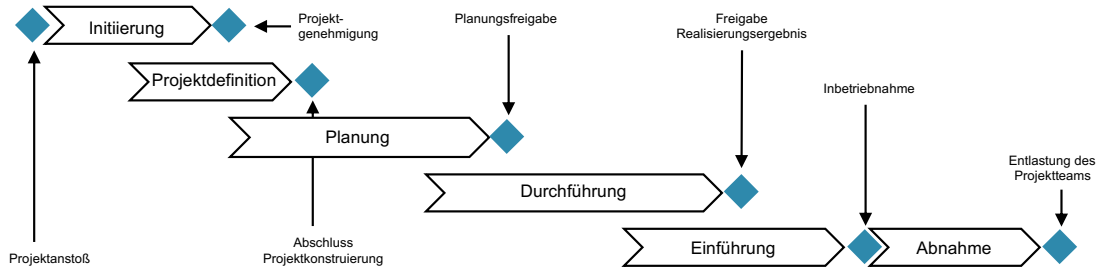 Initiierung
Projekt-
genehmigung
Planungsfreigabe
Freigabe
Realisierungsergebnis
Projektdefinition
Inbetriebnahme
Planung
Durchführung
Entlastung des
Projektteams
Projektanstoß
Abschluss
Projektkonstruierung
Einführung
Abnahme